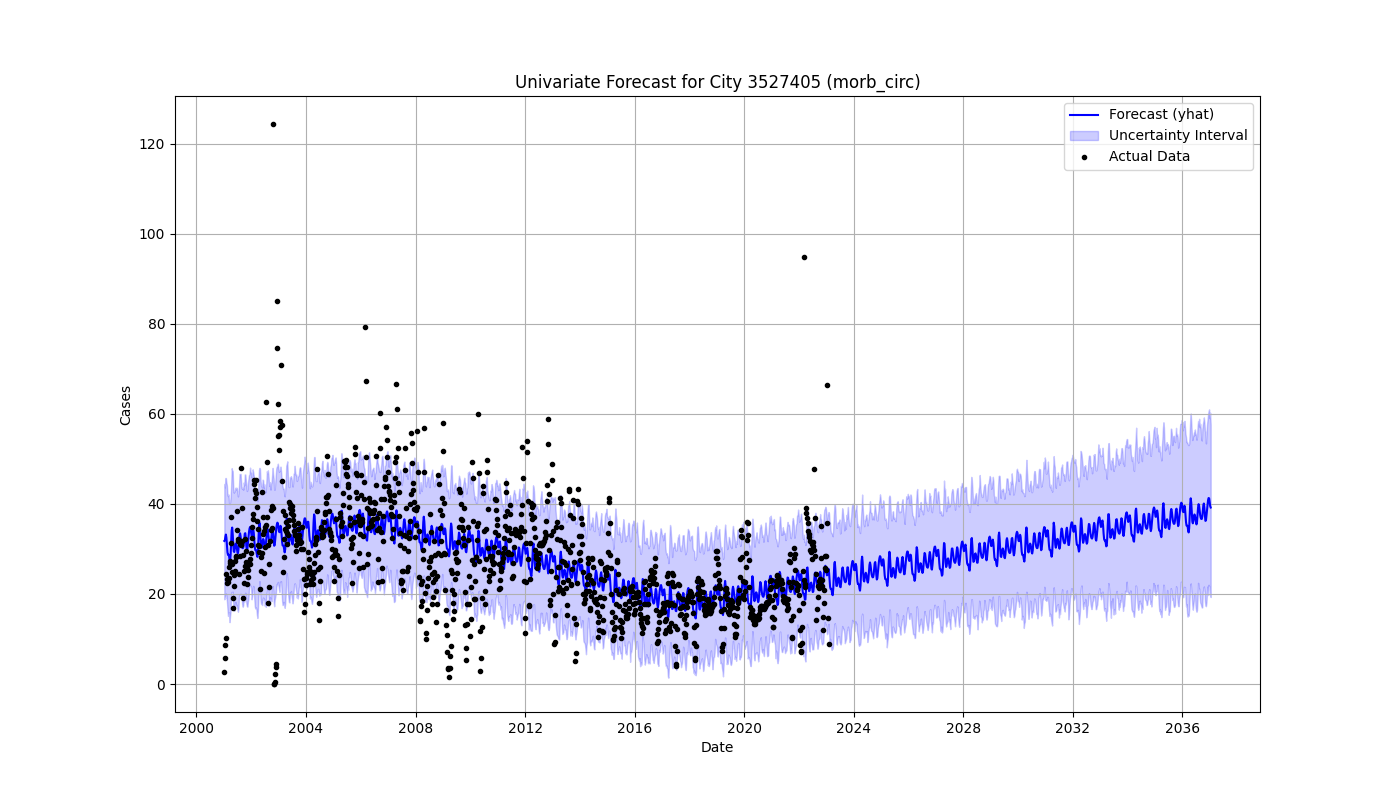 Univariate Forecast for City 3527405 (morb_circ)
Forecast (yhat)
Uncertainty Interval
Actual Data
Cases
120
100
80
60
40
20
0
2000 2004 2008 2012 2016 2020 2024 2028 2032 2036
Date